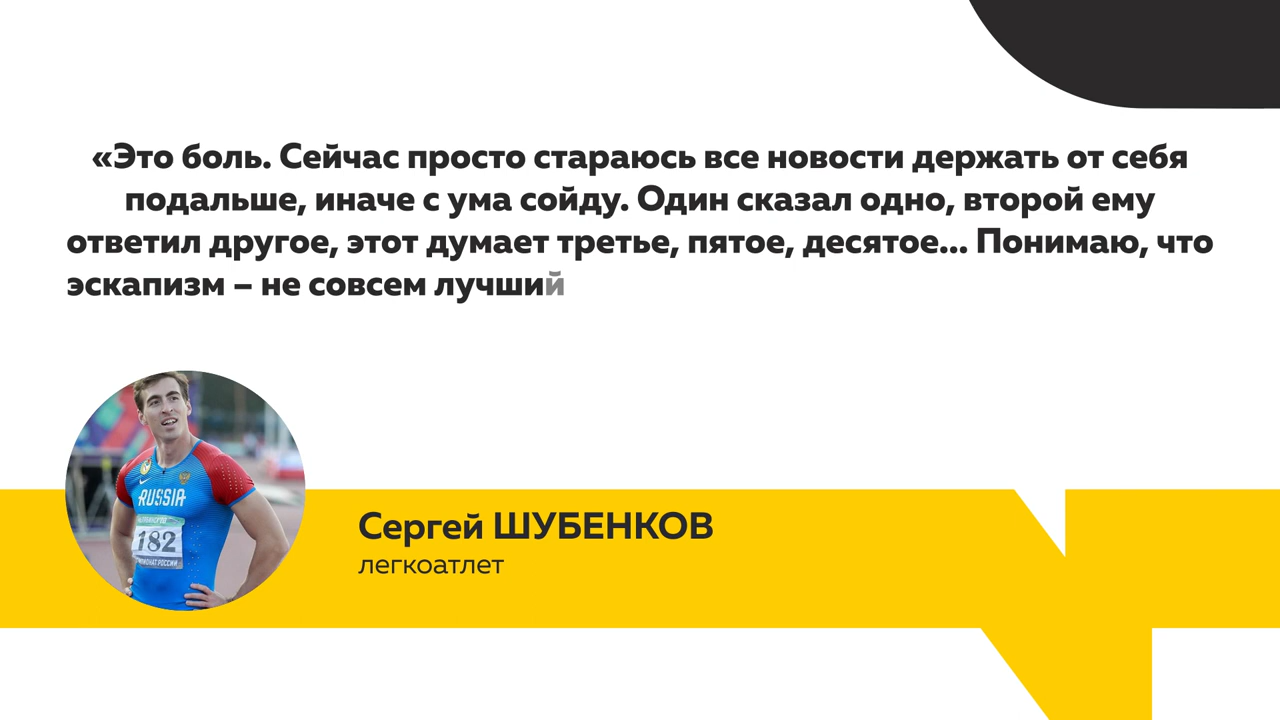 «Это боль. Сейчас просто стараюсь все новости держать от себя
подальше, иначе с ума сойду. Один сказал одно, второй ему
ответил другое, этот думает третье, пятое, десятое... Понимаю, что
эскапизм – не совсем лучший
RUSSIA
182
Сергей ШУБЕНКОВ
легкоатлет